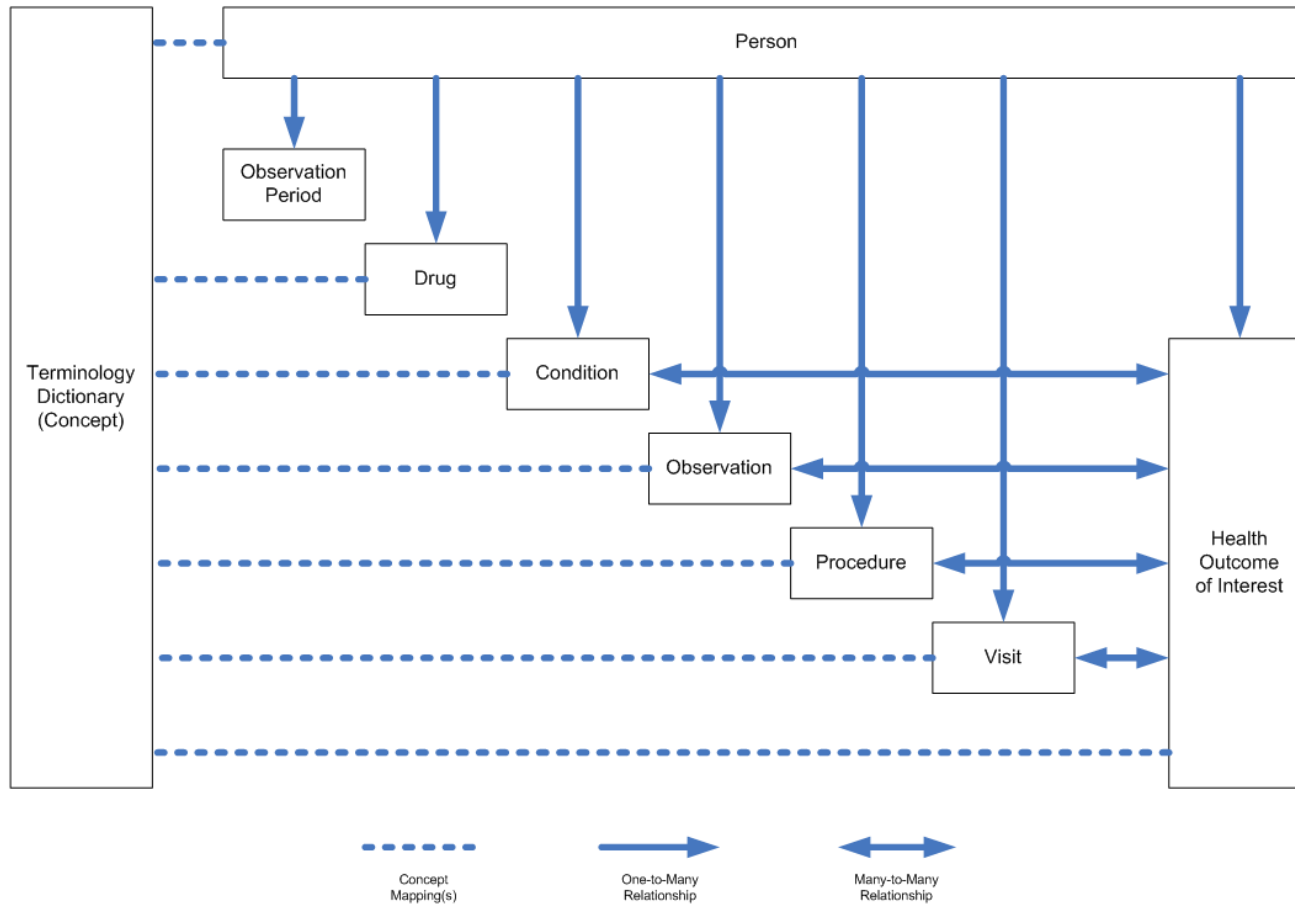 Person
Observation
Period
Drug
Terminology
Dictionary
(Concept)
Condition
Observation
Procedure
Health
Outcome
of Interest
Visit
Concept
Mapping(s)
One-to-Many
Relationship
Many-to-Many
Relationship